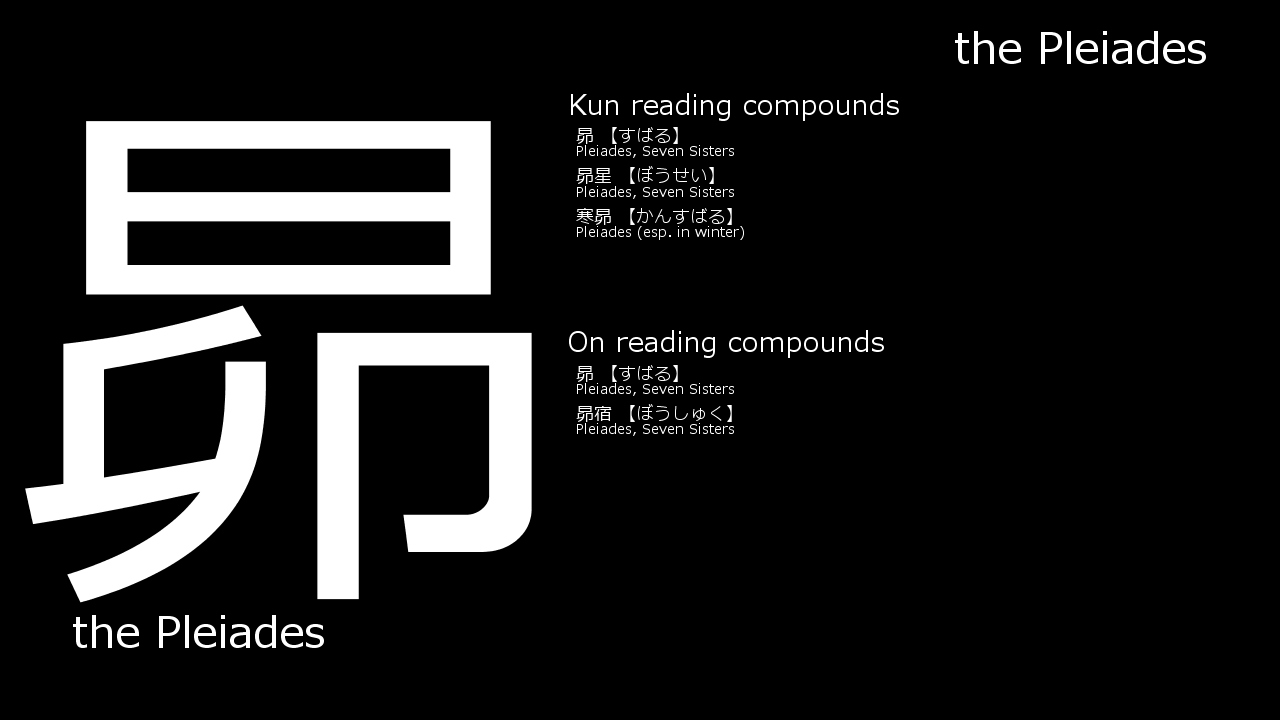 the Pleiades
昴
the Pleiades
Kun reading compounds
昴 【すばる】
Pleiades, Seven Sisters
昴星 【ぼうせい】
Pleiades, Seven Sisters
寒昴 【かんすばる】
Pleiades (esp. in winter)
On reading compounds
昴 【すばる】
Pleiades, Seven Sisters
昴宿 【ぼうしゅく】
Pleiades, Seven Sisters